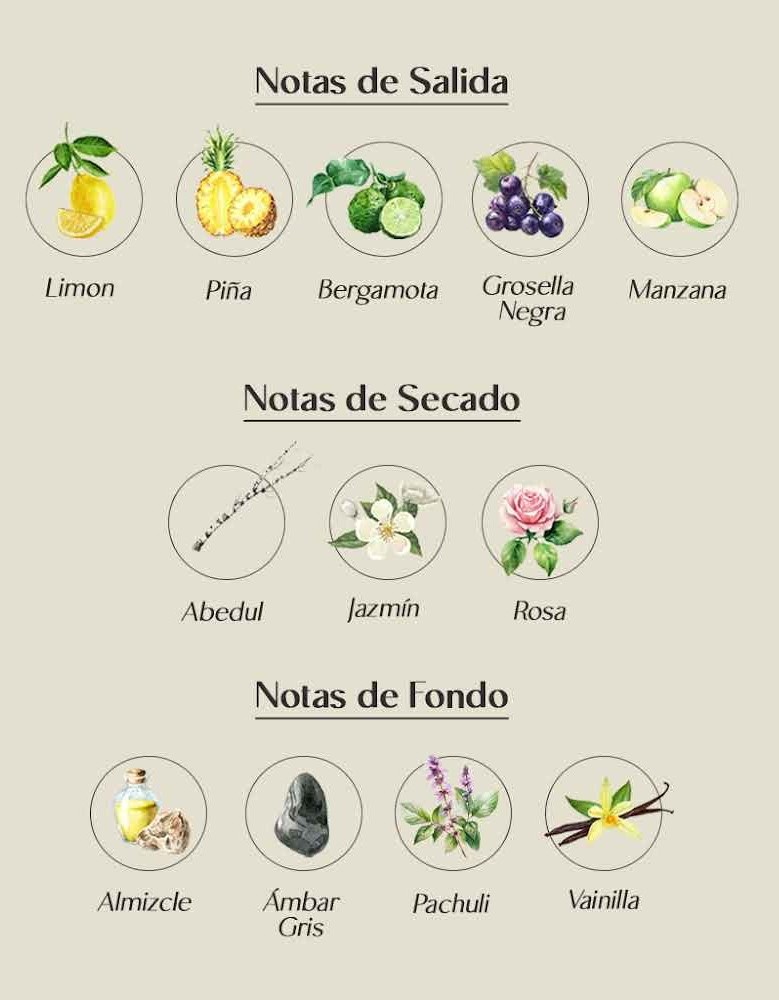 Notas de Salida
Limon
Piña
Bergamota
Grosella
Negra
Manzana
Notas de Secado
Abedul
Jazmín
Rosa
Notas de Fondo
Almizcle
Ámbar
Gris
Pachuli
Vainilla